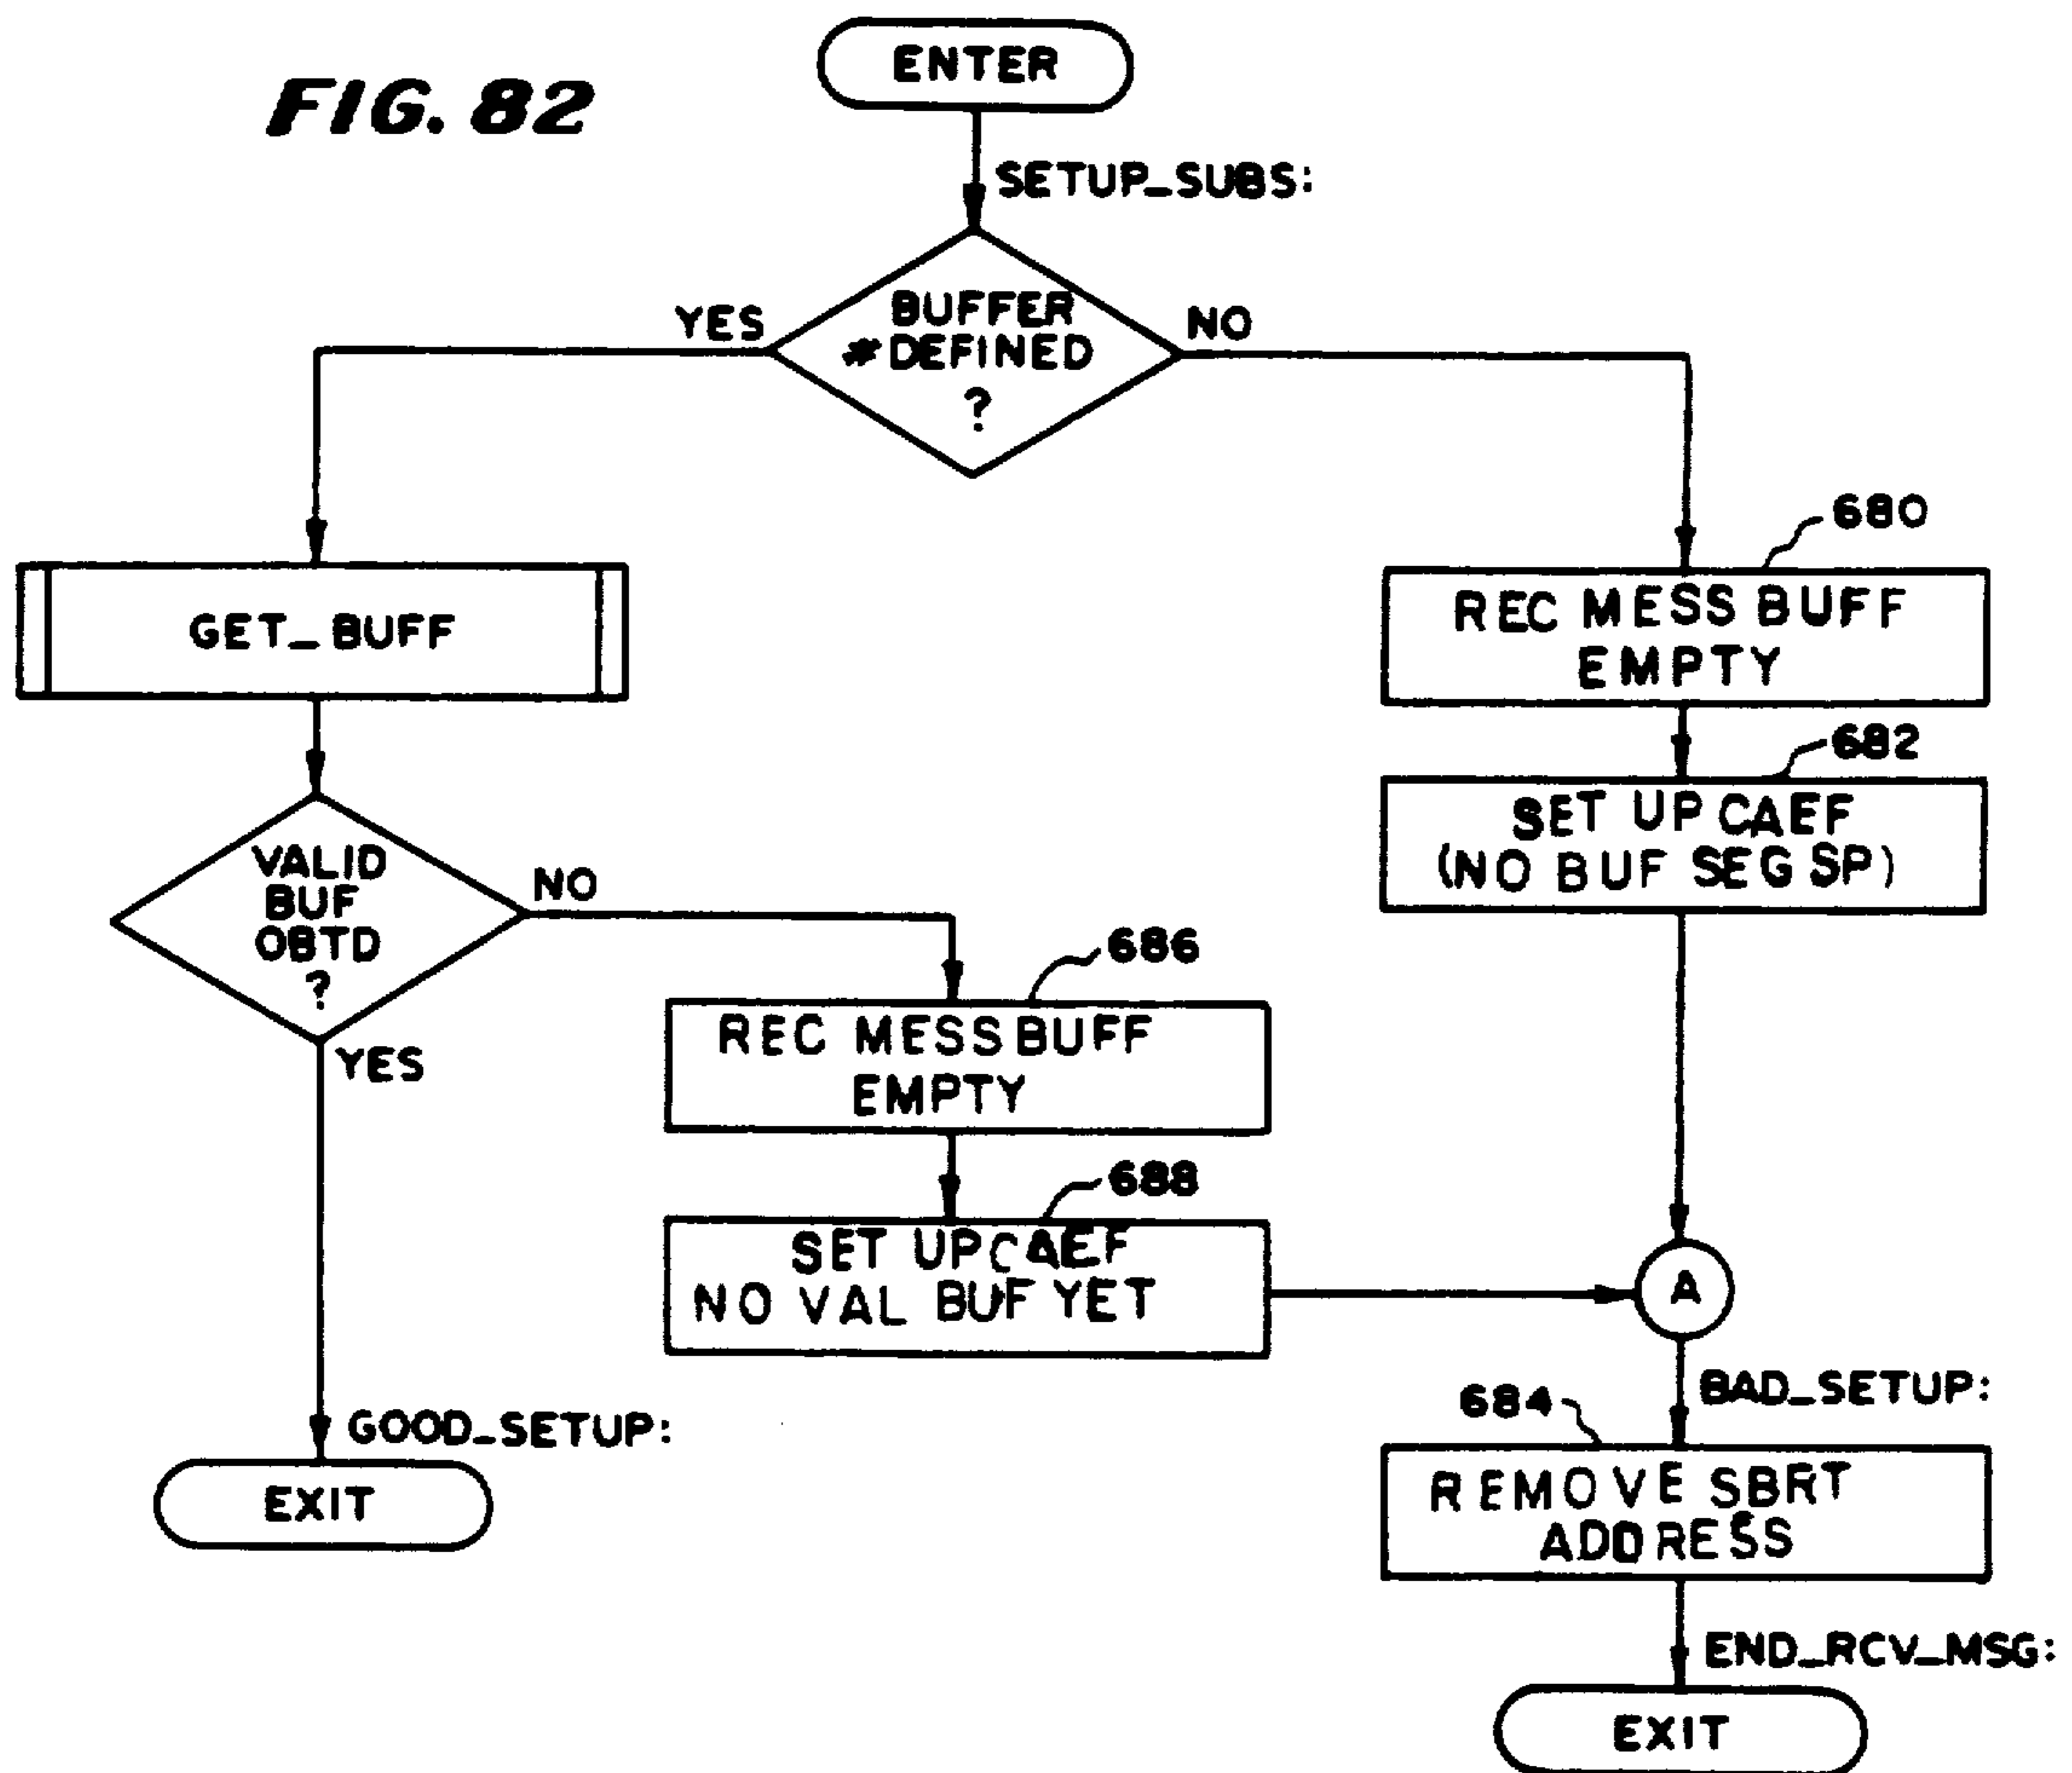 FIG. 82
ENTER
SETUP_SUBS:
BUFFER
#DEFINED
?
YES
NO
680
REC MESS BUFF
EMPTY
GET_BUFF
682
SET UP CAEF
(NO BUF SEG SP)
VALID
BUF
OBTD
?
NO
YES
686
REC MESS BUFF
EMPTY
688
SET UP CAEF
NO VAL BUF YET
A
BAD_SETUP:
684
GOOD_SETUP:
EXIT
REMOVE SBRT
ADDRESS
END_RCV_MSG:
EXIT